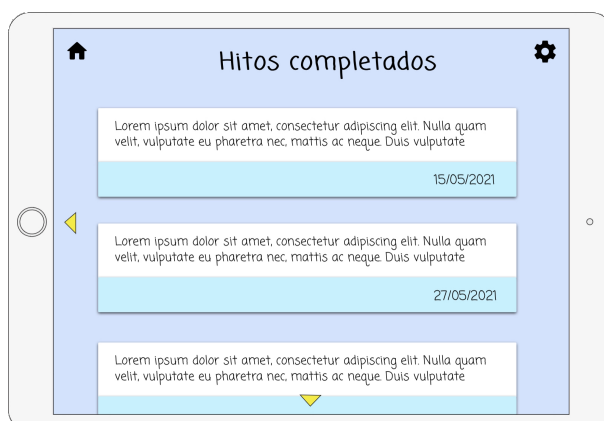 Hitos completados
Lorem ipsum dolor sit amet, consectetur adipiscing elit. Nulla quam
velit, vulputate eu pharetra nec, mattis ac neque. Duis vulputate
15/05/2021
Lorem ipsum dolor sit amet, consectetur adipiscing elit. Nulla quam
velit, vulputate eu pharetra nec, mattis ac neque. Duis vulputate
27/05/2021
Lorem ipsum dolor sit amet, consectetur adipiscing elit. Nulla quam
velit, vulputate eu pharetra nec, mattis ac neque. Duis vulputate